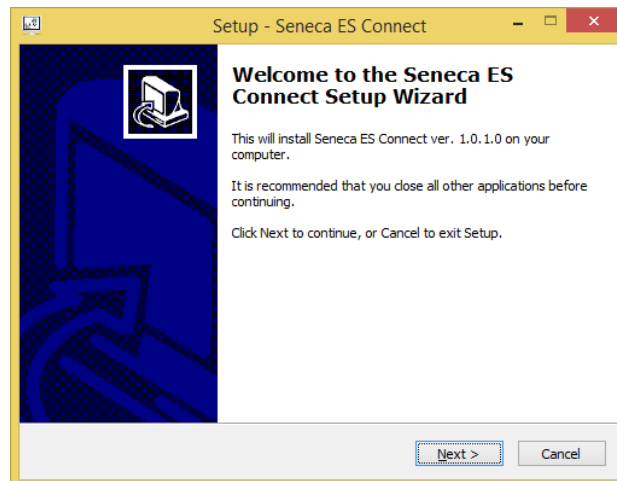 Setup - Seneca ES Connect
Welcome to the Seneca ES
Connect Setup Wizard
This will install Seneca ES Connect ver. 1.0.1.0 on your
computer.
It is recommended that you close all other applications before
continuing.
Click Next to continue, or Cancel to exit Setup.
Next >
Cancel